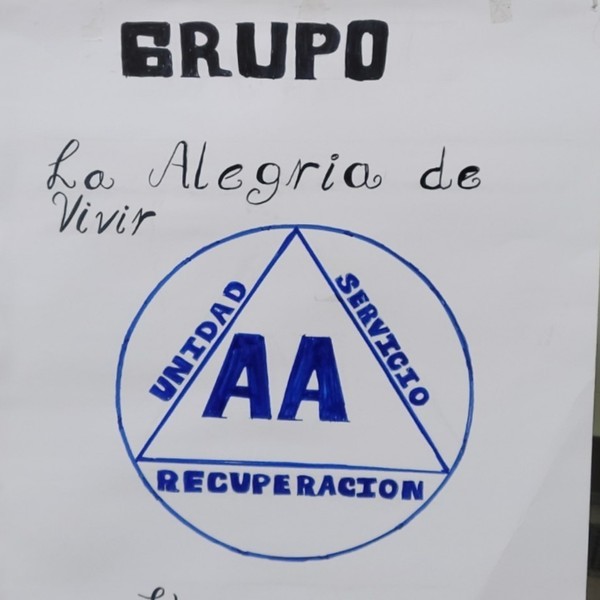 GRUPO
La Alegria de
Vivir
UNIDAD
SERVICIO
AA
RECUPERACION